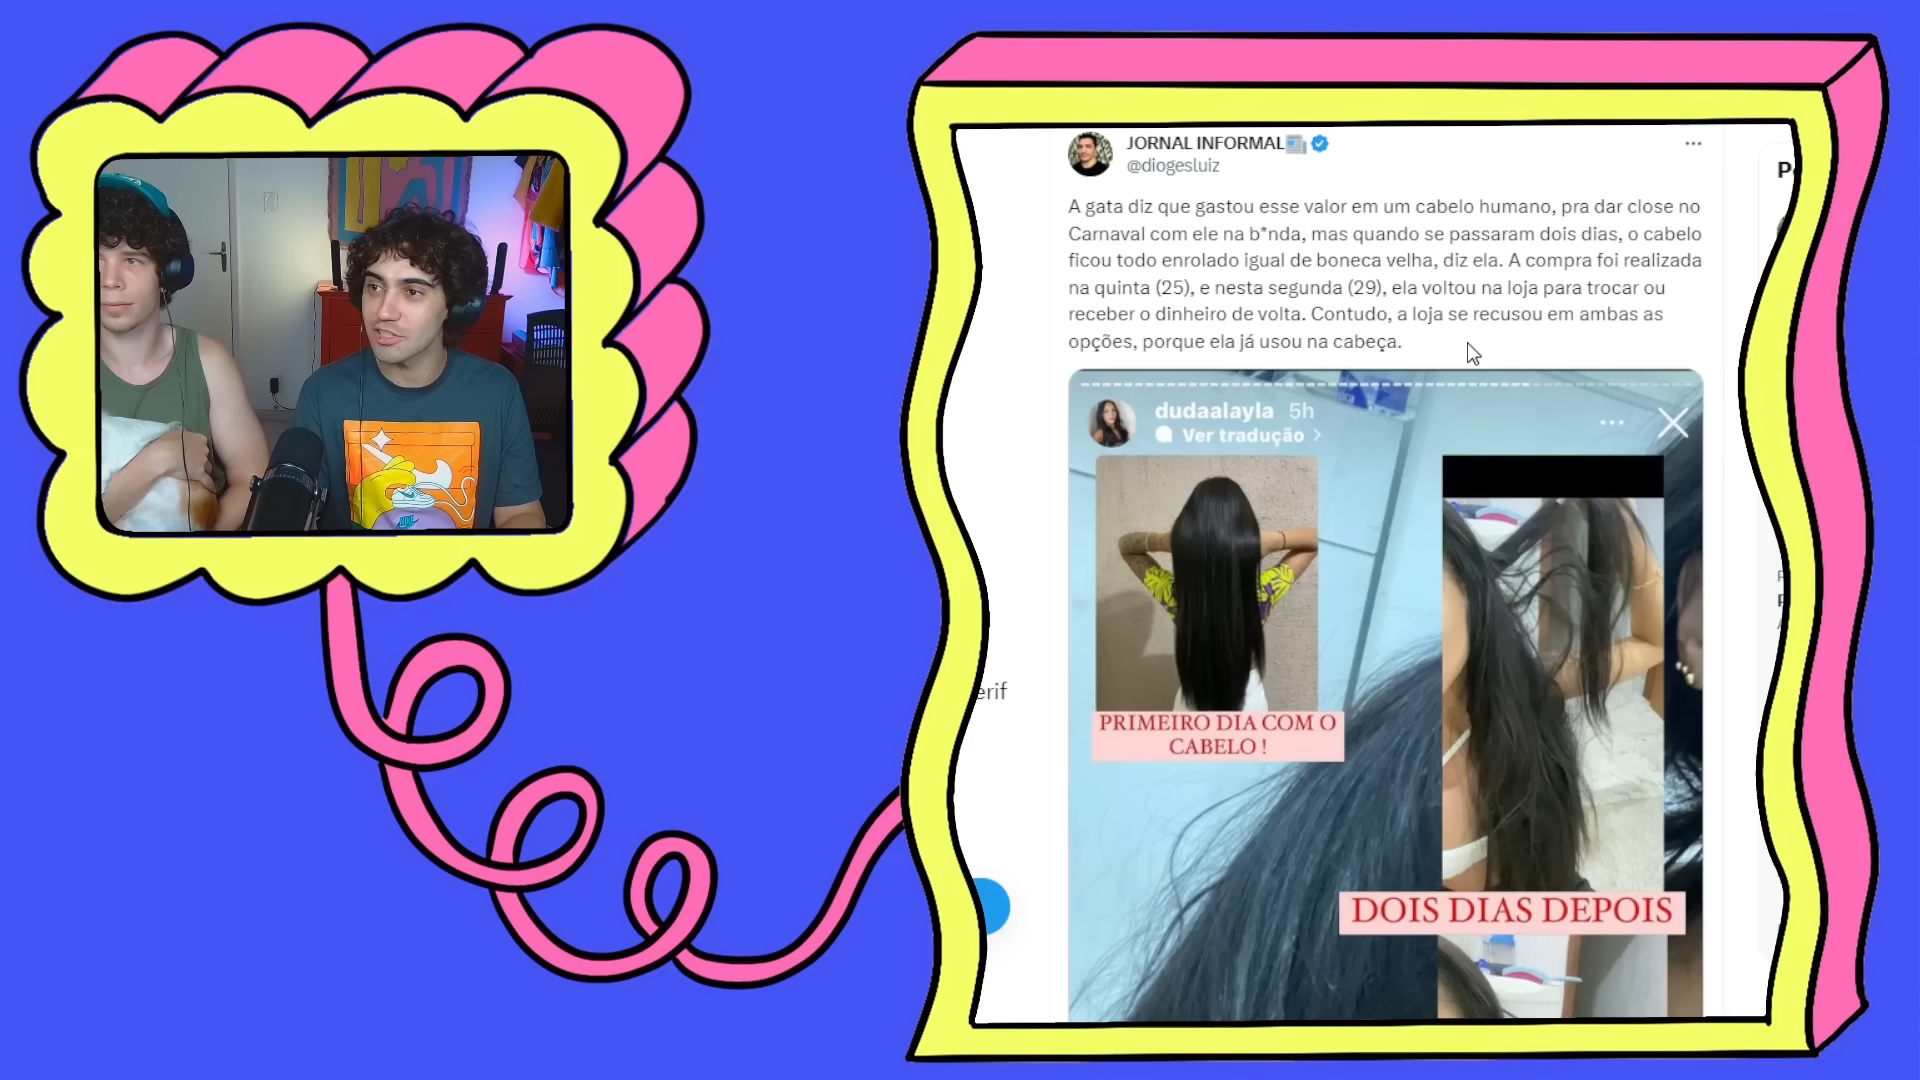 JORNAL INFORMAL
@diogesluiz
A gata diz que gastou esse valor em um cabelo humano, pra dar close no
Carnaval com ele na b*nda, mas quando se passaram dois dias, o cabelo
ficou todo enrolado igual de boneca velha, diz ela. A compra foi realizada
na quinta (25), e nesta segunda (29), ela voltou na loja para trocar ou
receber o dinheiro de volta. Contudo, a loja se recusou em ambas as
opções, porque ela já usou na cabeça.
dudaalayla 5h
Ver tradução
PRIMEIRO DIA COM O
CABELO !
DOIS DIAS DEPOIS
erif